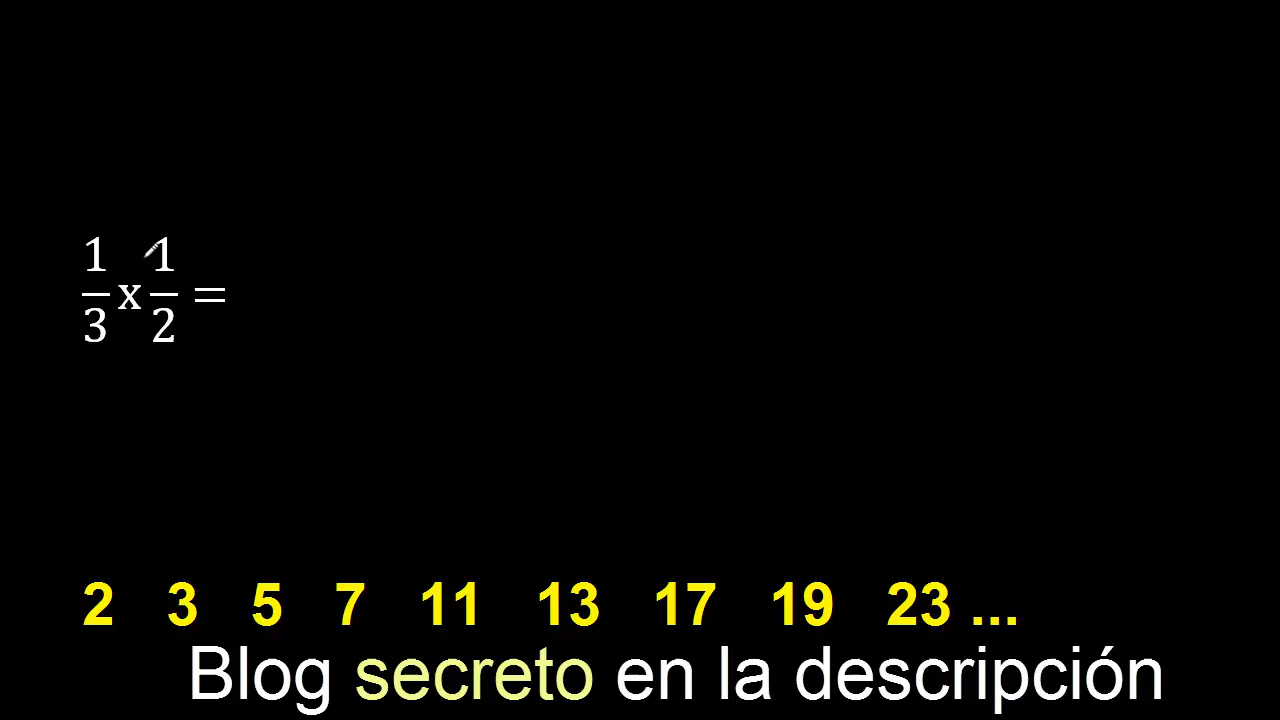 1/3 x 1/2 =
2 3 5 7 11 13 17 19 23 ...
Blog secreto en la descripción